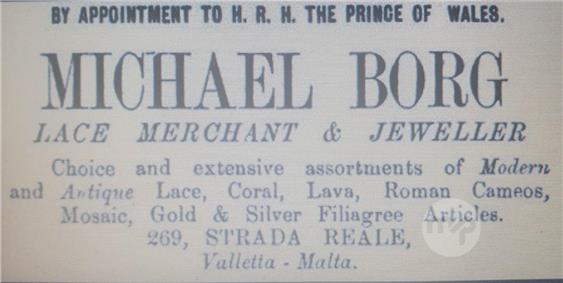 BY APPOINTMENT TO H. R. H. THE PRINCE OF WALES.
MICHAEL BORG
LACE MERCHANT & JEWELLER
Choice and extensive assortments of Modern
and Antique Lace, Coral, Lava, Roman Cameos,
Mosaic, Gold & Silver Filiagree Articles.
269, STRADA REALE,
Valletta - Malta.